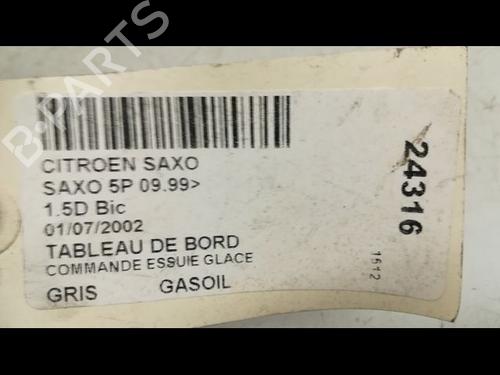 CITROEN SAXO
SAXO 5P 09.99>
1.5D Bic
01/07/2002
TABLEAU DE BORD
COMMANDE ESSUIE GLACE
GRIS GASOIL
24316
1512
B-PARTS